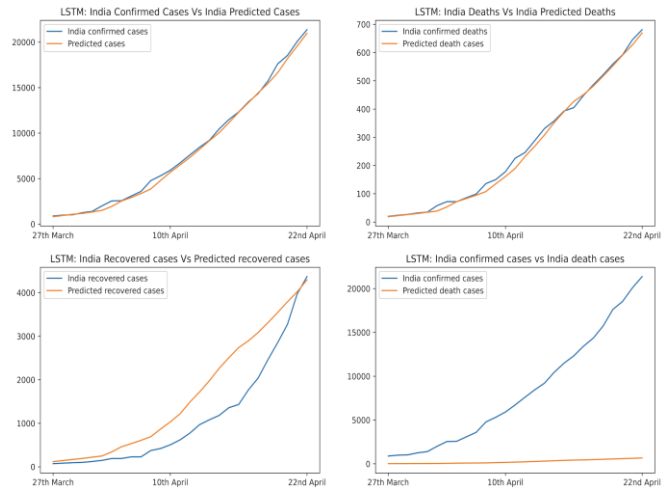 LSTM: India Confirmed Cases Vs India Predicted Cases
India confirmed cases
Predicted cases
20000
15000
10000
5000
0
27th March
10th April
22nd April
LSTM: India Deaths Vs India Predicted Deaths
India confirmed deaths
Predicted death cases
700
600
500
400
300
200
100
0
27th March
10th April
22nd April
LSTM: India Recovered Cases Vs Predicted recovered cases
India recovered cases
Predicted recovered cases
4000
3000
2000
1000
0
27th March
10th April
22nd April
LSTM: India confirmed cases vs India death cases
India confirmed cases
Predicted death cases
20000
15000
10000
5000
0
27th March
10th April
22nd April